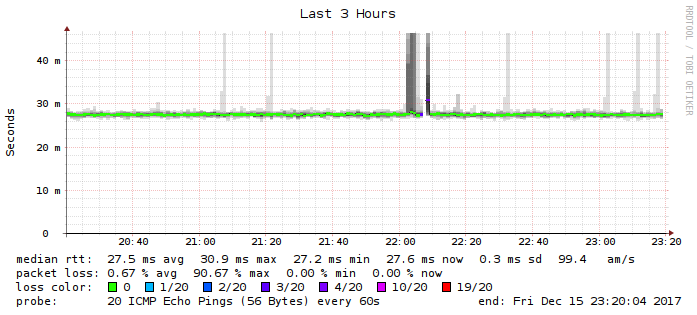 Last 3 Hours
RRDTOOL / TOBI OETIKER
Seconds
40 m
30 m
20 m
10 m
0
20:40 21:00 21:20 21:40 22:00 22:20 22:40 23:00 23:20
median rtt: 27.5 ms avg 30.9 ms max 27.2 ms min 27.6 ms now 0.3 ms sd 99.4 am/s
packet loss: 0.67 % avg 90.67 % max 0.00 % min 0.00 % now
loss color: 0 1/20 2/20 3/20 4/20 10/20 19/20
probe: 20 ICMP Echo Pings (56 Bytes) every 60s end: Fri Dec 15 23:20:04 2017